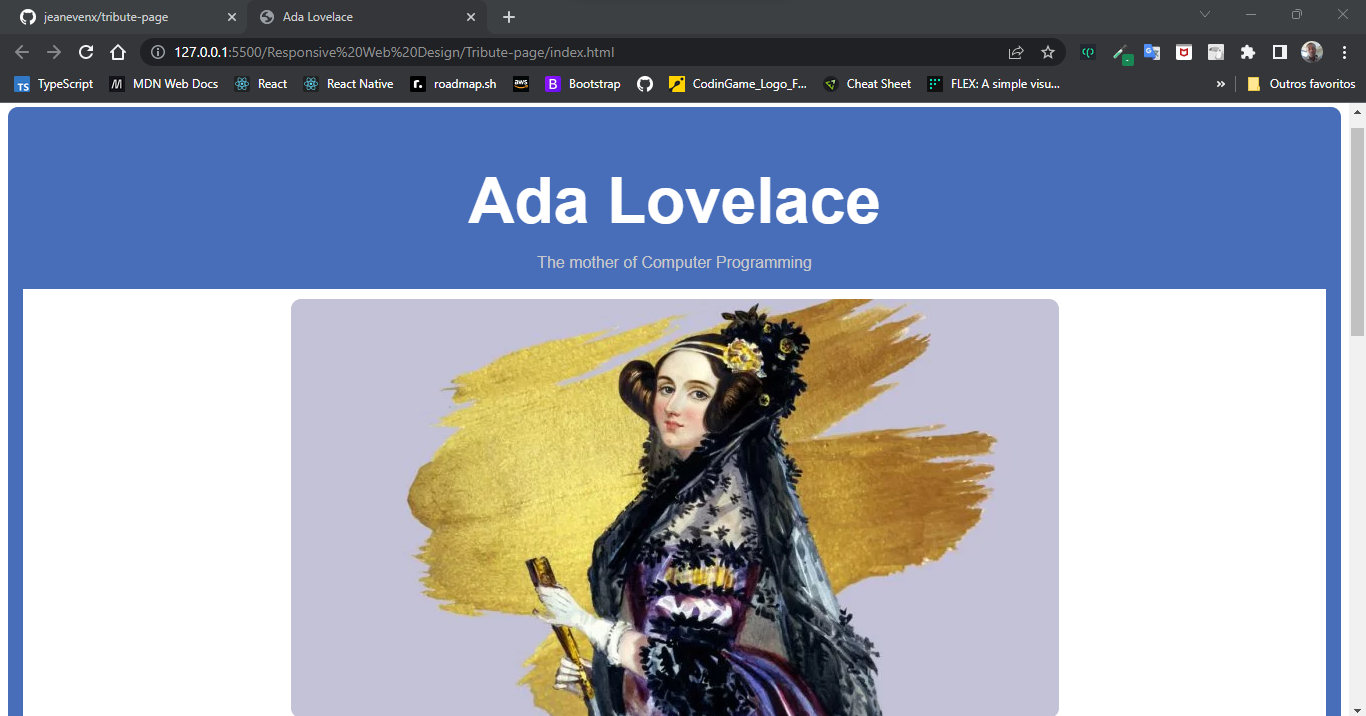 jeanevenx/tribute-page
Ada Lovelace
127.0.0.1:5500/Responsive%20Web%20Design/Tribute-page/index.html
TS TypeScript
M MDN Web Docs
React
React Native
r. roadmap.sh
aws
B Bootstrap
CodinGame_Logo_F...
Cheat Sheet
FLEX: A simple visu...
»
Outros favoritos
Ada Lovelace
The mother of Computer Programming